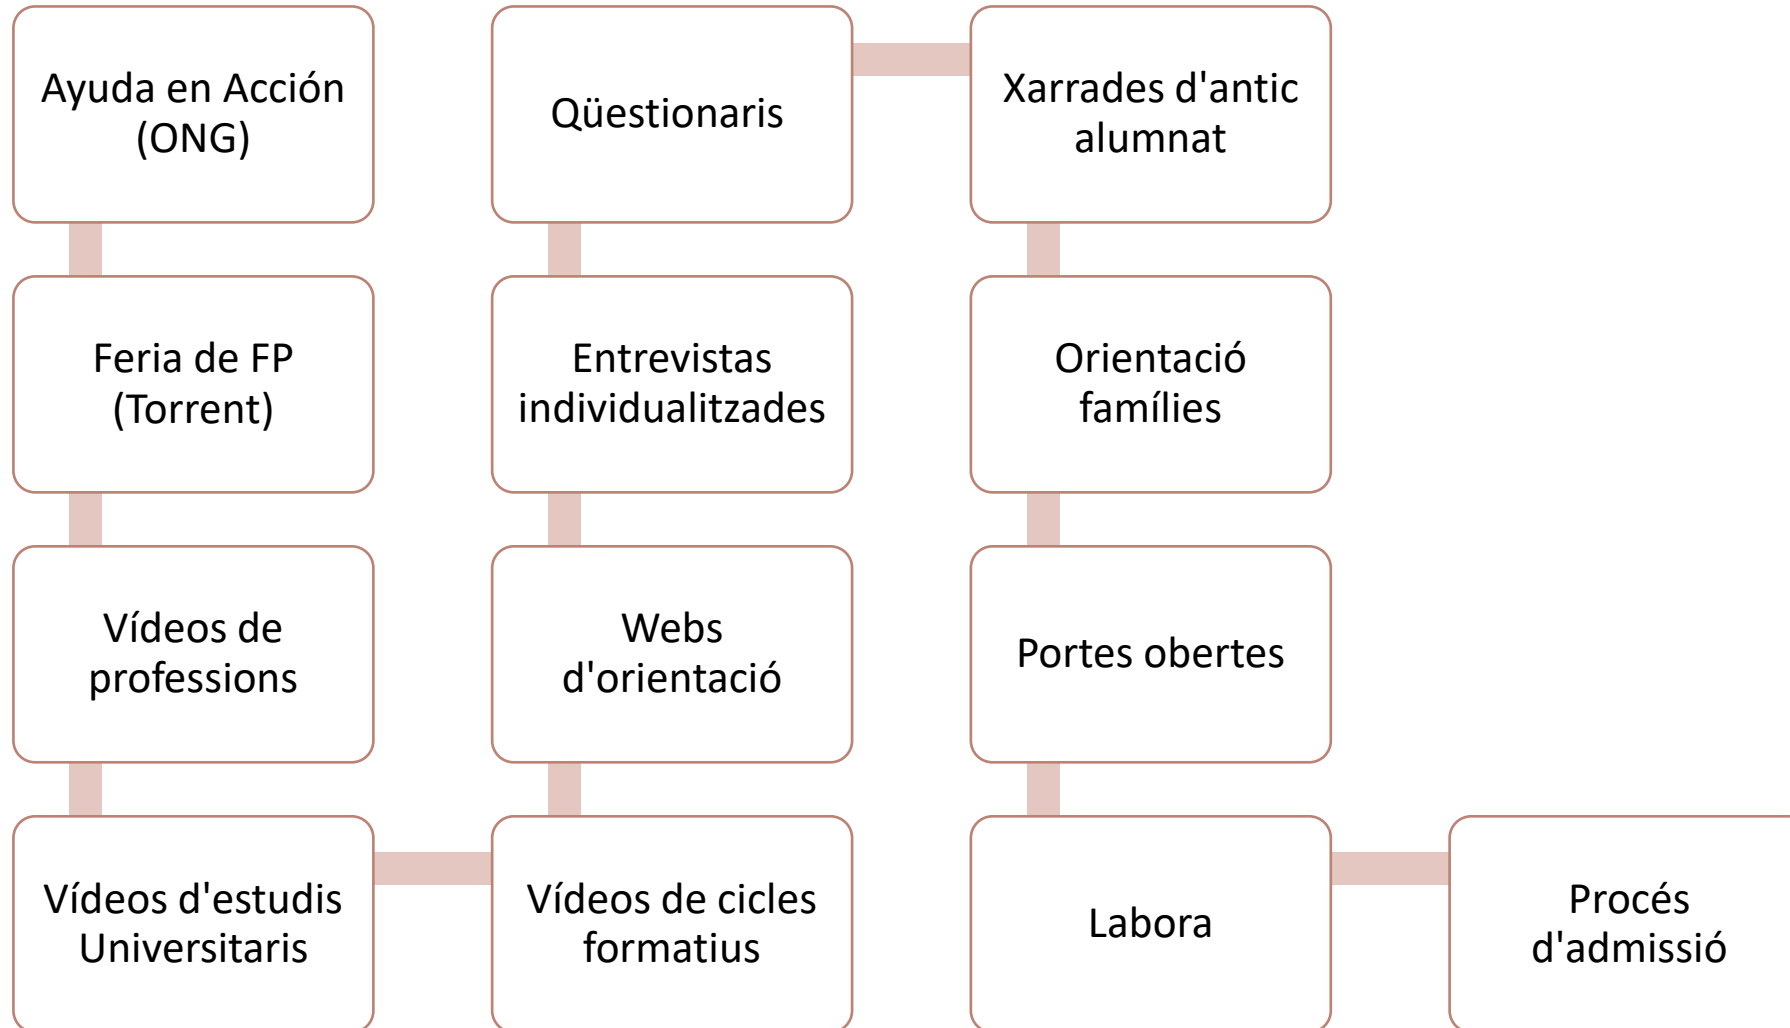 Ayuda en Acción
(ONG)
Feria de FP
(Torrent)
Vídeos de
professions
Vídeos d'estudis
Universitaris
Vídeos de cicles
formatius
Webs
d'orientació
Entrevistas
individualitzades
Qüestionaris
Xarrades d'antic
alumnat
Orientació
famílies
Portes obertes
Labora
Procés
d'admissió